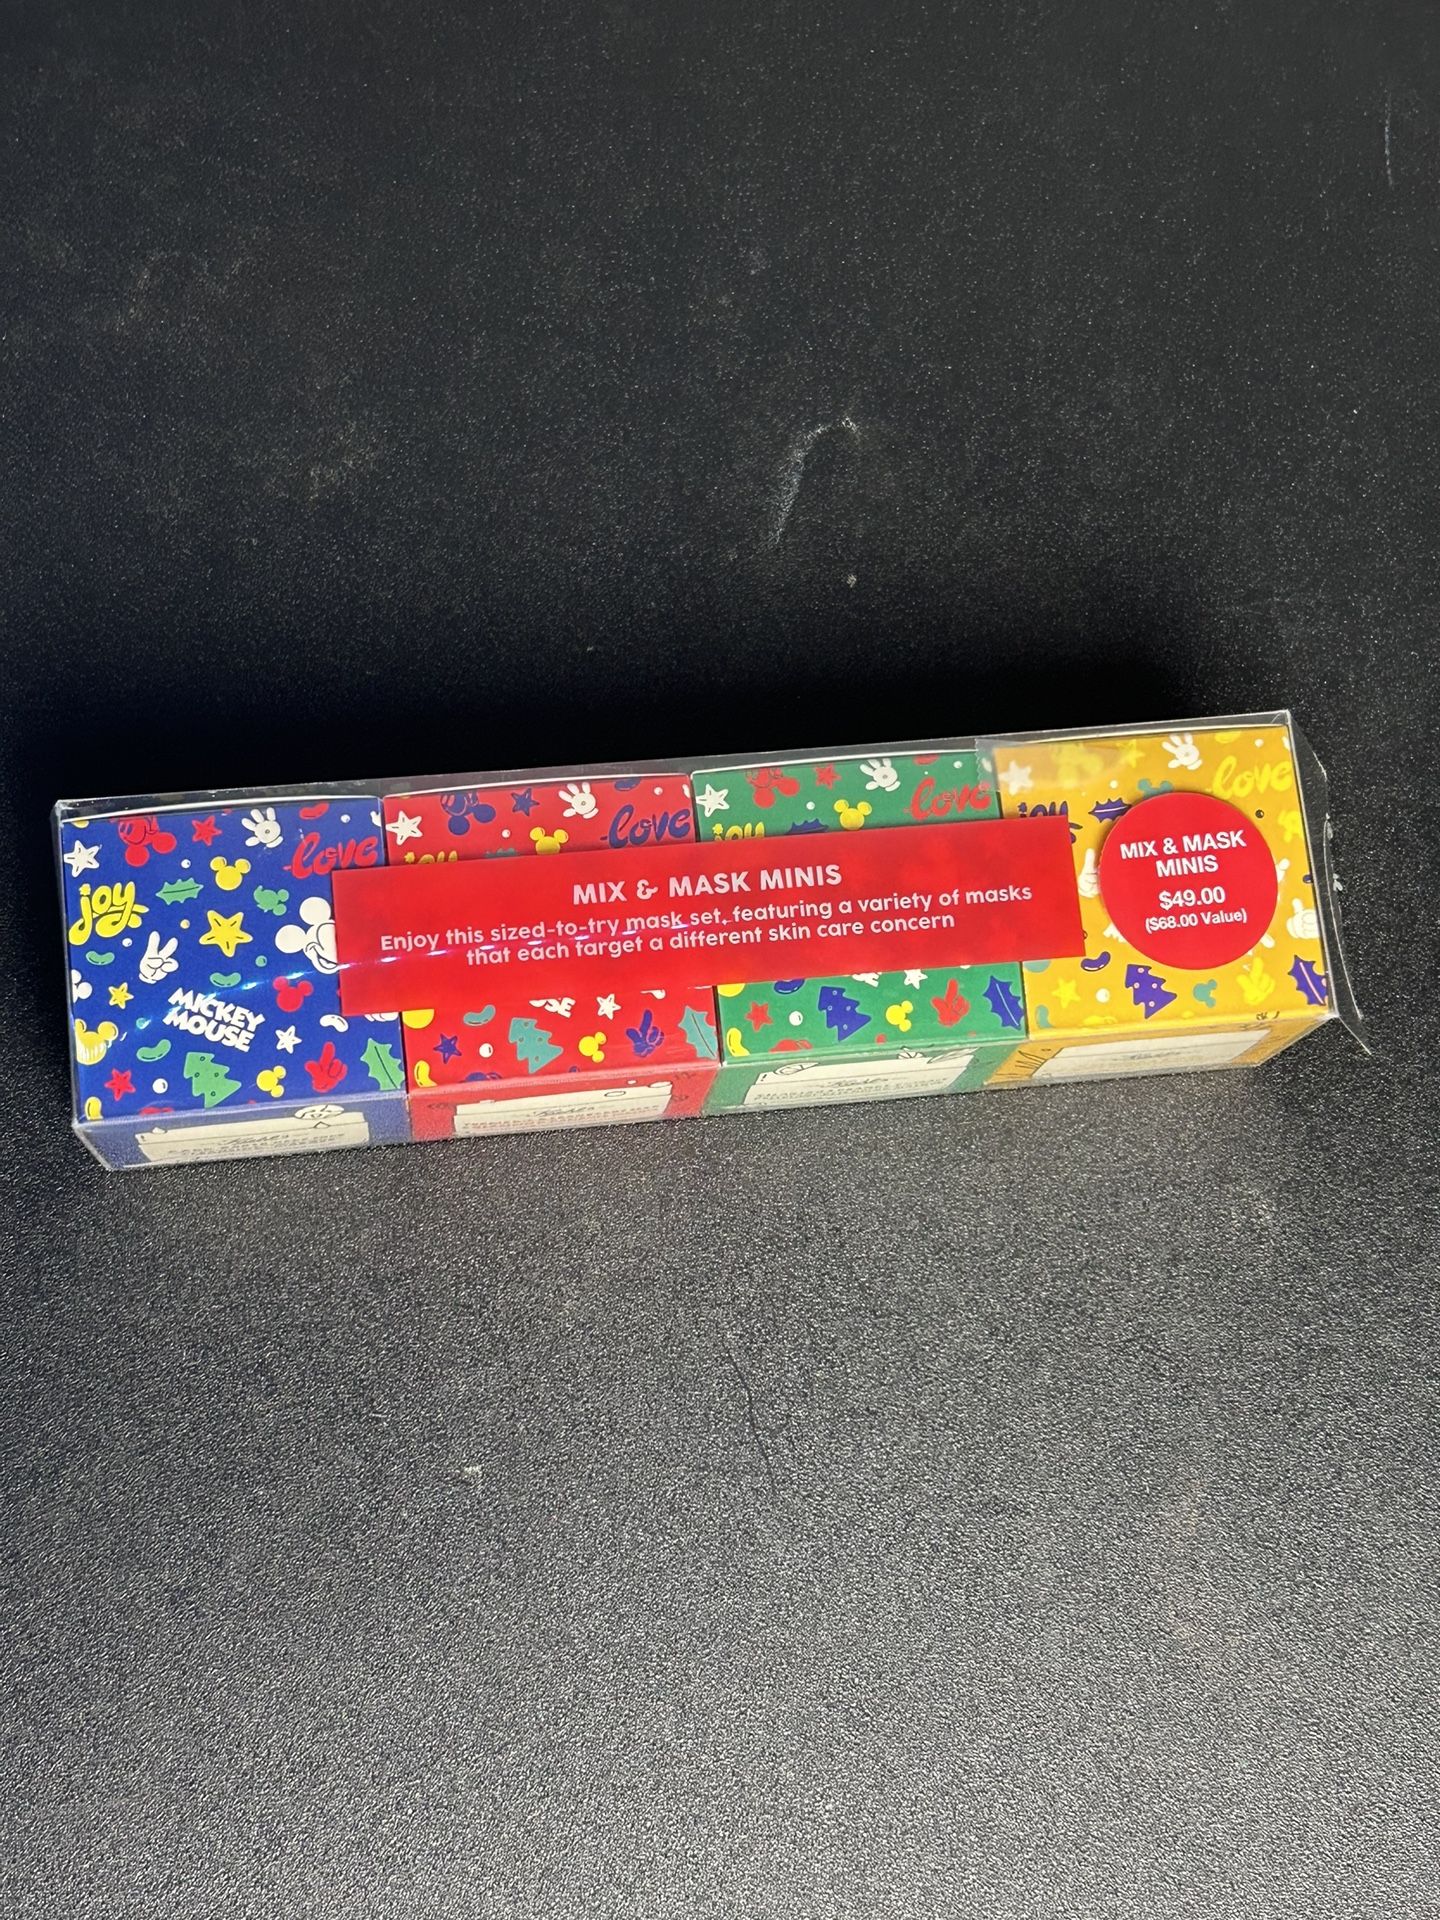 love
joy
MICKEY
MOUSE
love
joy
love
joy
love
joy
MIX & MASK MINIS
Enjoy this sized-to-try mask set, featuring a variety of masks
that each target a different skin care concern
MIX & MASK
MINIS
$49.00
($68.00 Value)
Kiehl's